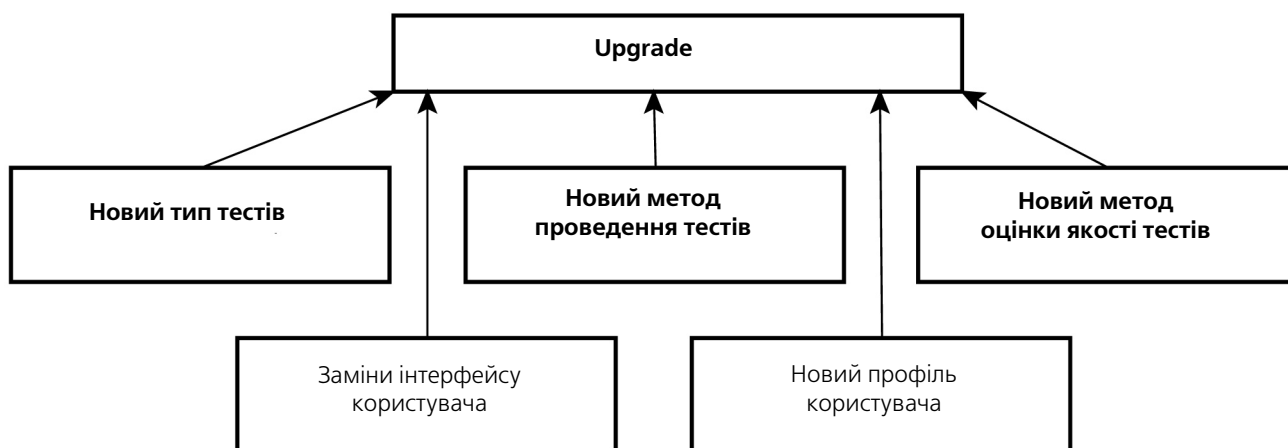 Upgrade
Новий тип тестів
Новий метод
проведення тестів
Новий метод
оцінки якості тестів
Заміни інтерфейсу
користувача
Новий профіль
користувача